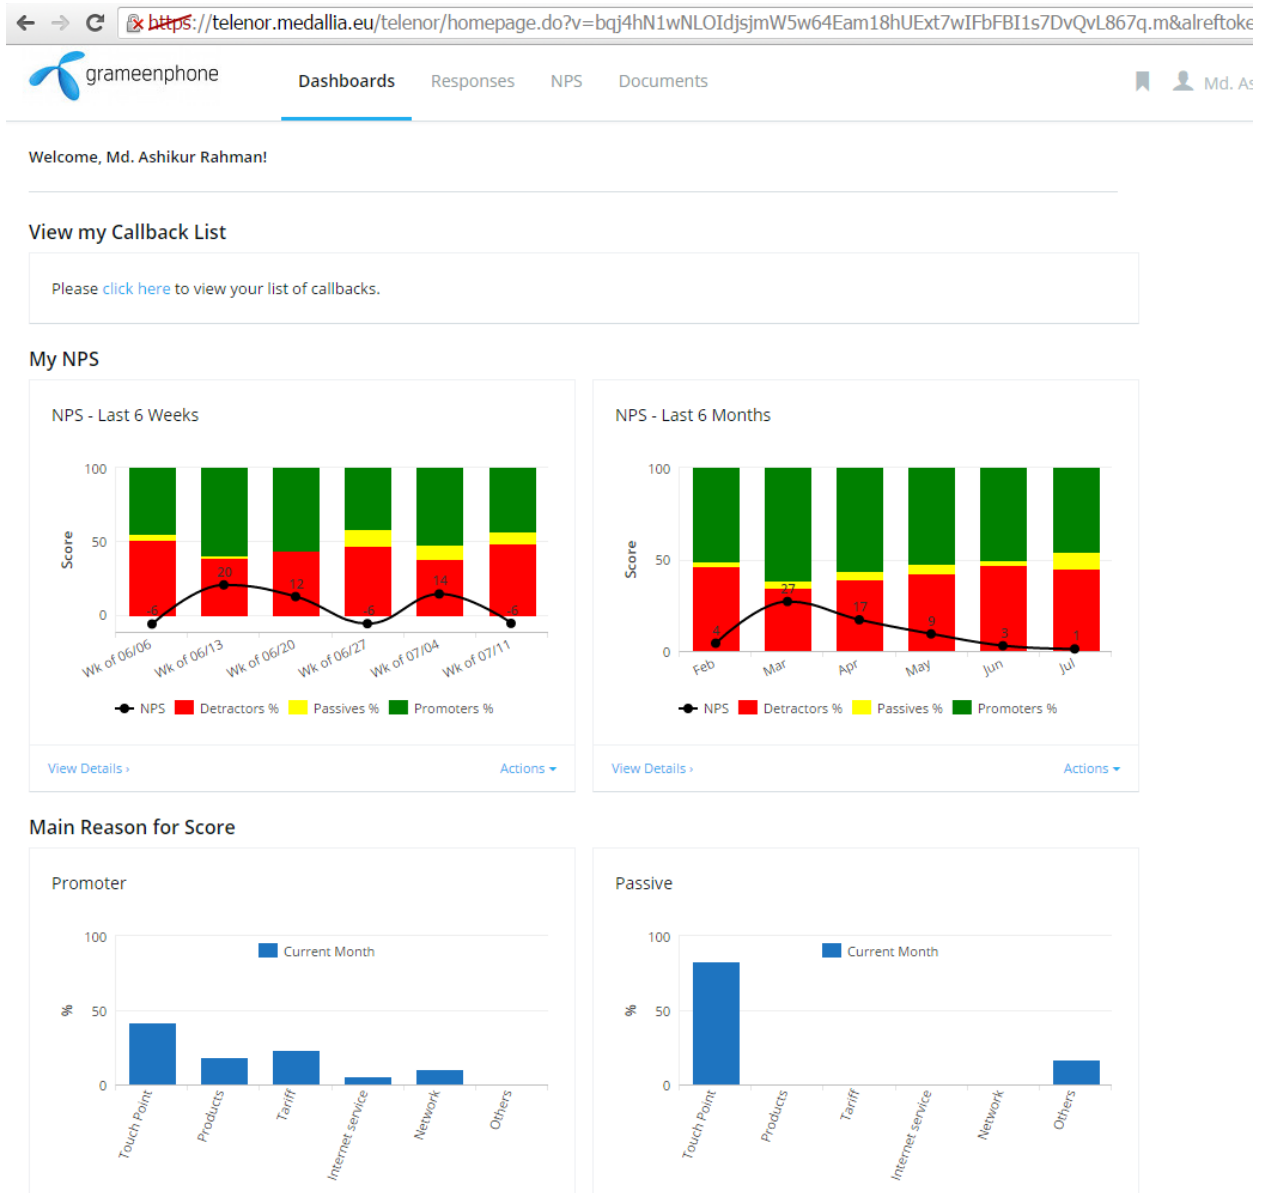 https://telenor.medallia.eu/telenor/homepage.do?v=bqj4hN1wNLOIdjsjmW5w64Eam18hUExt7wIFbFBI1s7DvQvL867q.m&alreftoke
grameenphone
Dashboards Responses NPS Documents
Md. As
Welcome, Md. Ashikur Rahman!
View my Callback List
Please click here to view your list of callbacks.
My NPS
NPS - Last 6 Weeks
Score
100
50
0
-6 20 12 -6 14 -6
Wk of 06/06 Wk of 06/13 Wk of 06/20 Wk of 06/27 Wk of 07/04 Wk of 07/11
NPS Detractors % Passives % Promoters %
View Details › Actions
NPS - Last 6 Months
Score
100
50
0
4 27 17 9 3 1
Feb Mar Apr May Jun Jul
NPS Detractors % Passives % Promoters %
View Details › Actions
Main Reason for Score
Promoter
Current Month
%
100
50
0
Touch Point Products Tariff Internet service Network Others
Passive
Current Month
%
100
50
0
Touch Point Products Tariff Internet service Network Others